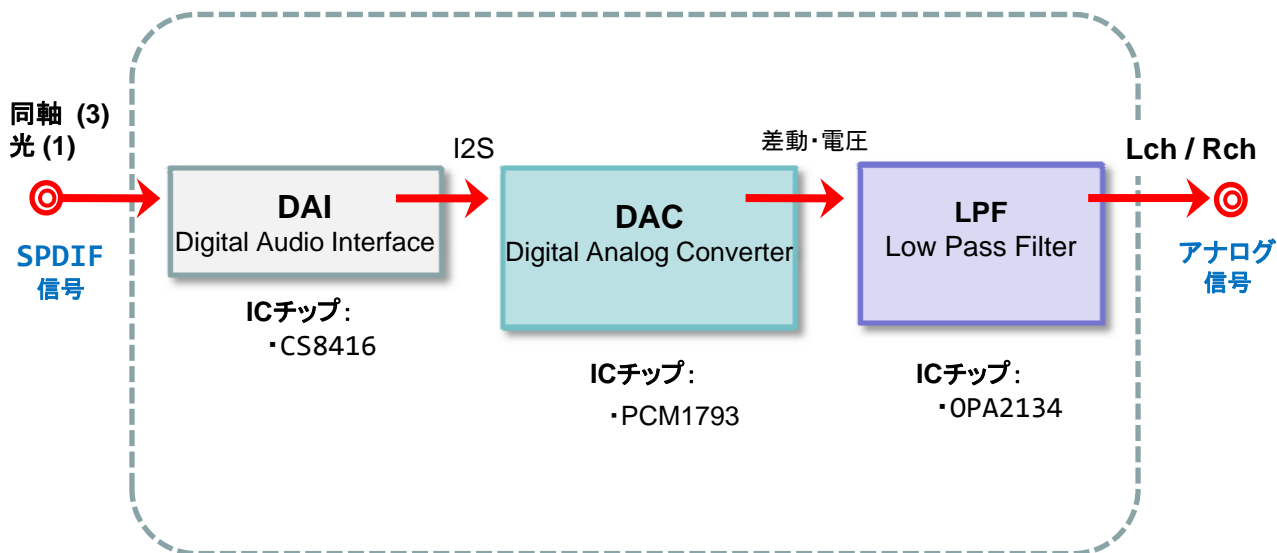 同軸 (3)
光 (1)
SPDIF
信号
DAI
Digital Audio Interface
ICチップ：
・CS8416
I2S
DAC
Digital Analog Converter
ICチップ：
・PCM1793
差動・電圧
LPF
Low Pass Filter
ICチップ：
・OPA2134
Lch / Rch
アナログ
信号